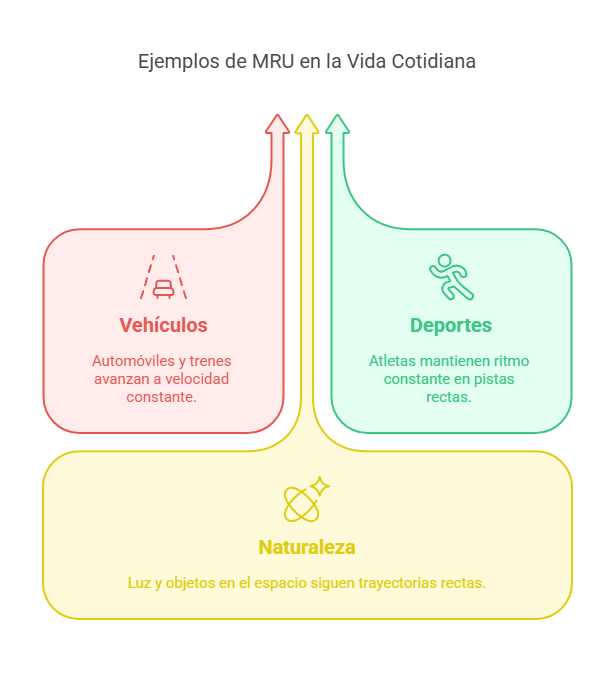 Ejemplos de MRU en la Vida Cotidiana
Vehículos
Automóviles y trenes
avanzan a velocidad
constante.
Deportes
Atletas mantienen ritmo
constante en pistas
rectas.
Naturaleza
Luz y objetos en el espacio siguen trayectorias rectas.